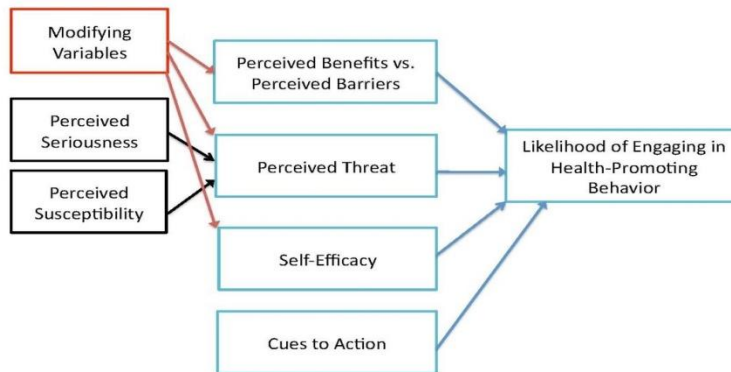 Modifying
Variables
Perceived
Seriousness
Perceived
Susceptibility
Perceived Benefits vs.
Perceived Barriers
Perceived Threat
Self-Efficacy
Cues to Action
Likelihood of Engaging in
Health-Promoting
Behavior